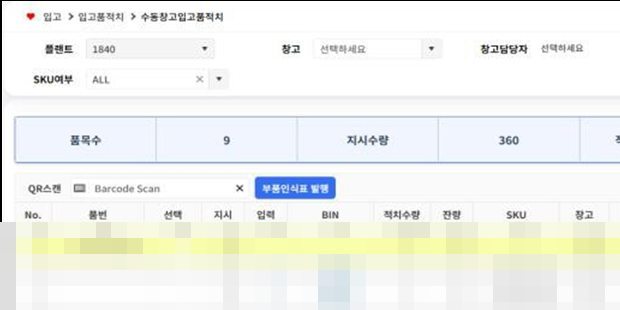 입고 > 입고품적치 > 수동창고입고품적치
플랜트 1840 창고 선택하세요 창고담당자 선택하세요
SKU여부 ALL
품목수 9 지시수량 360
QR스캔 Barcode Scan 부품인식표 발행
No. 품번 선택 지시 입력 BIN 적치수량 잔량 SKU 창고